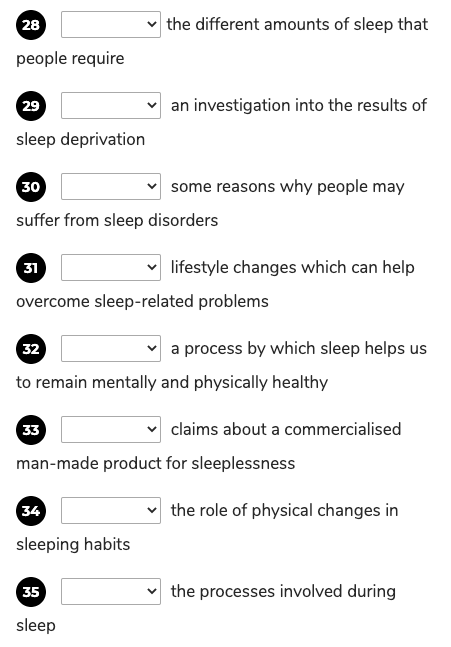 28 the different amounts of sleep that
people require
29 an investigation into the results of
sleep deprivation
30 some reasons why people may
suffer from sleep disorders
31 lifestyle changes which can help
overcome sleep-related problems
32 a process by which sleep helps us
to remain mentally and physically healthy
33 claims about a commercialised
man-made product for sleeplessness
34 the role of physical changes in
sleeping habits
35 the processes involved during
sleep